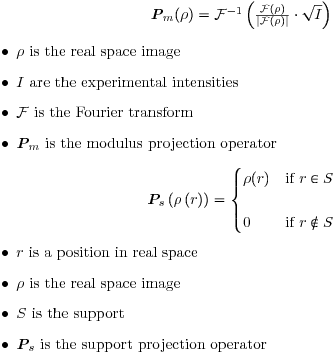 $\boldsymbol{P}_m(\rho) = \mathcal{F}^{-1}\left(\frac{\mathcal{F}(\rho)}{|\mathcal{F}(\rho)|} \cdot \sqrt{I}\right)$
• $\rho$ is the real space image
• $I$ are the experimental intensities
• $\mathcal{F}$ is the Fourier transform
• $\boldsymbol{P}_m$ is the modulus projection operator
$\boldsymbol{P}_s\left(\rho\left(r\right)\right) = \begin{cases} \rho(r) & \text{if } r \in S \\ 0 & \text{if } r \notin S \end{cases}$
• $r$ is a position in real space
• $\rho$ is the real space image
• $S$ is the support
• $\boldsymbol{P}_s$ is the support projection operator